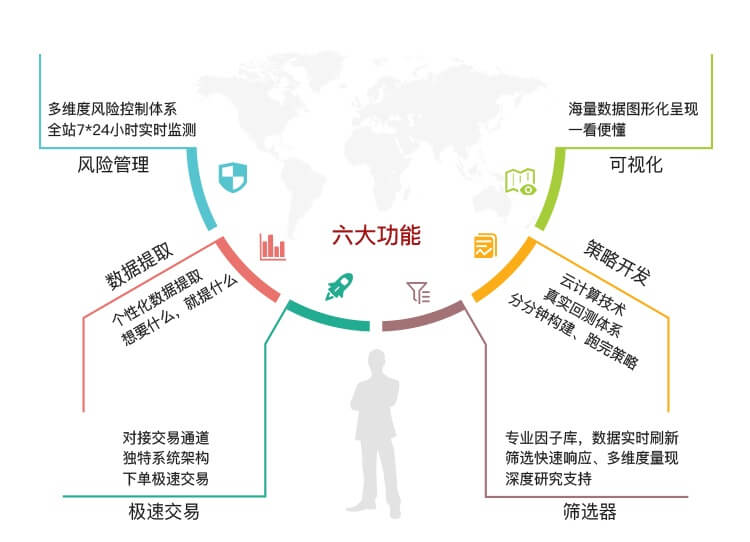 多维度风险控制体系
全站7*24小时实时监测
风险管理
海量数据图形化呈现
一看便懂
可视化
六大功能
数据提取
个性化数据提取
想要什么，就提什么
策略开发
云计算技术
真实回测体系
分分钟构建、跑完策略
对接交易通道
独特系统架构
下单极速交易
极速交易
专业因子库，数据实时刷新
筛选快速响应、多维度量现
深度研究支持
筛选器